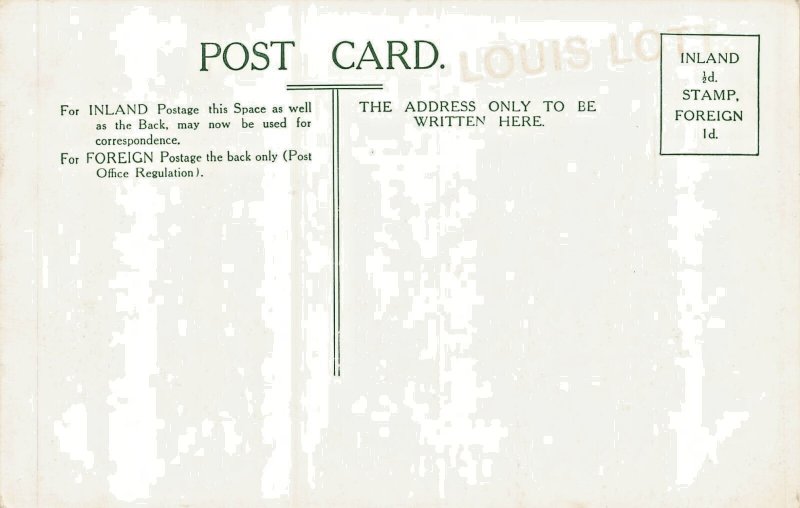 POST CARD.
LOUIS LOT
INLAND
½d.
STAMP,
FOREIGN
1d.
For INLAND Postage this Space as well
as the Back, may now be used for
correspondence.
For FOREIGN Postage the back only (Post
Office Regulation).
THE ADDRESS ONLY TO BE
WRITTEN HERE.